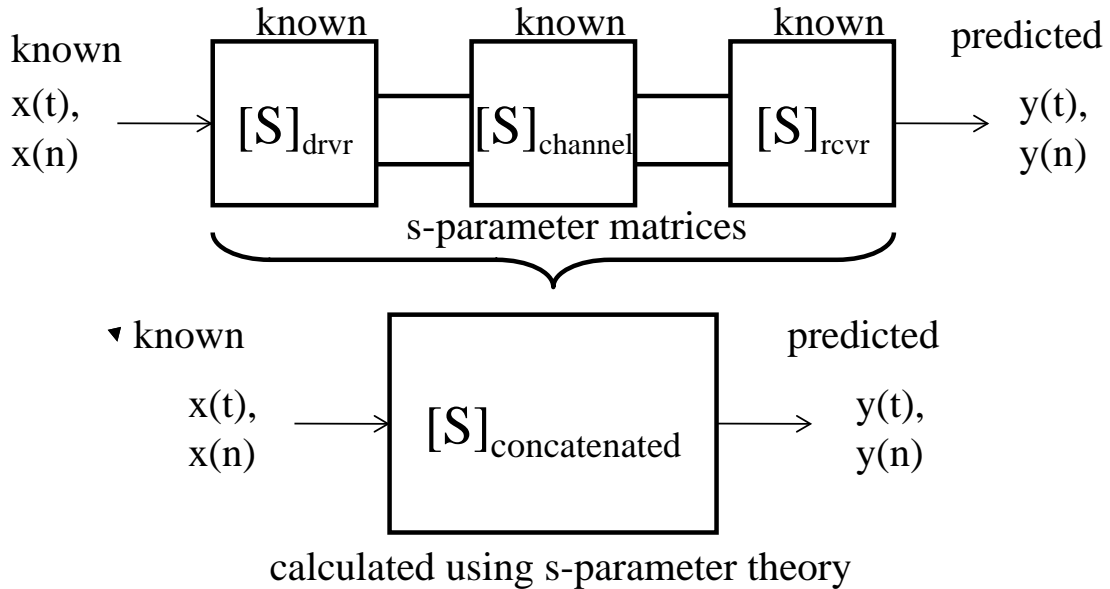 known known known
known predicted
x(t), y(t),
x(n) y(n)
[S]drvr [S]channel [S]rcvr
s-parameter matrices
known predicted
x(t), y(t),
x(n) y(n)
[S]concatenated
calculated using s-parameter theory